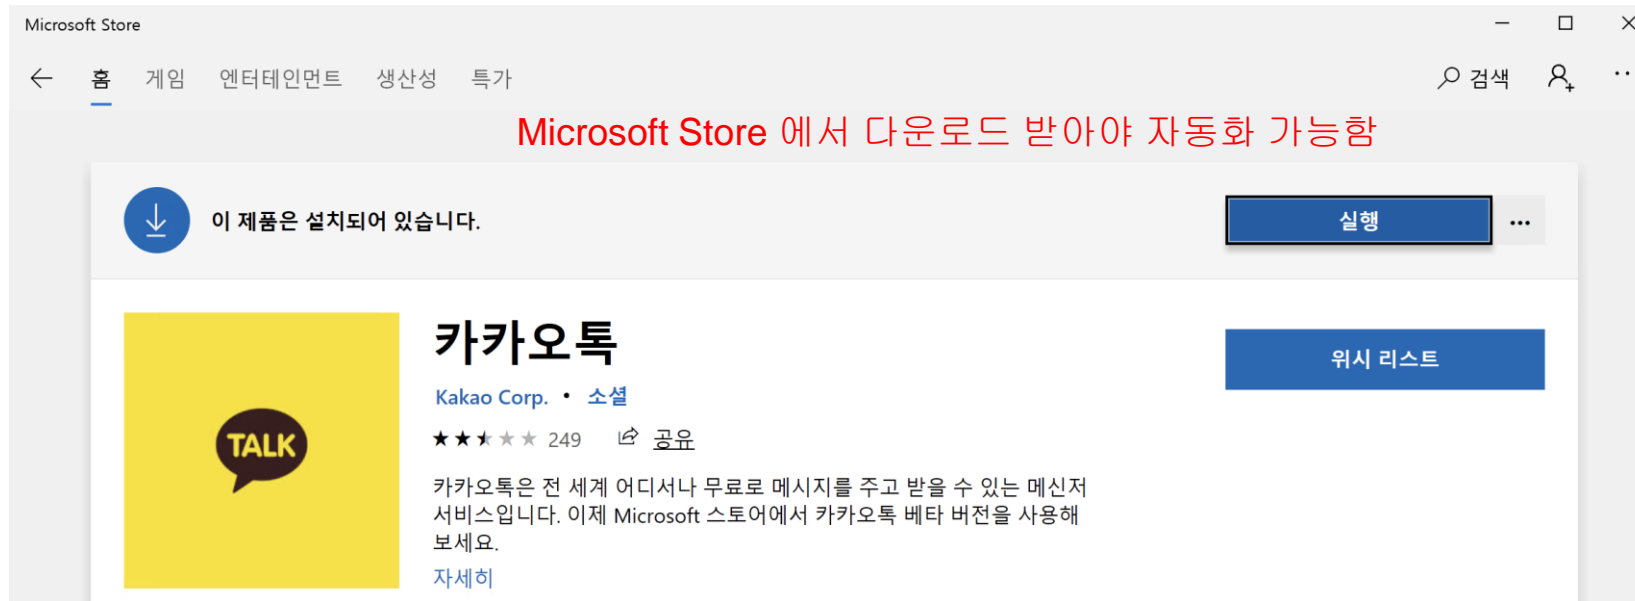 Microsoft Store
홈 게임 엔터테인먼트 생산성 특가 검색
Microsoft Store 에서 다운로드 받아야 자동화 가능함
이 제품은 설치되어 있습니다. 실행
카카오톡
위시 리스트
Kakao Corp. • 소셜
TALK
249 공유
카카오톡은 전 세계 어디서나 무료로 메시지를 주고 받을 수 있는 메신저
서비스입니다. 이제 Microsoft 스토어에서 카카오톡 베타 버전을 사용해
보세요.
자세히